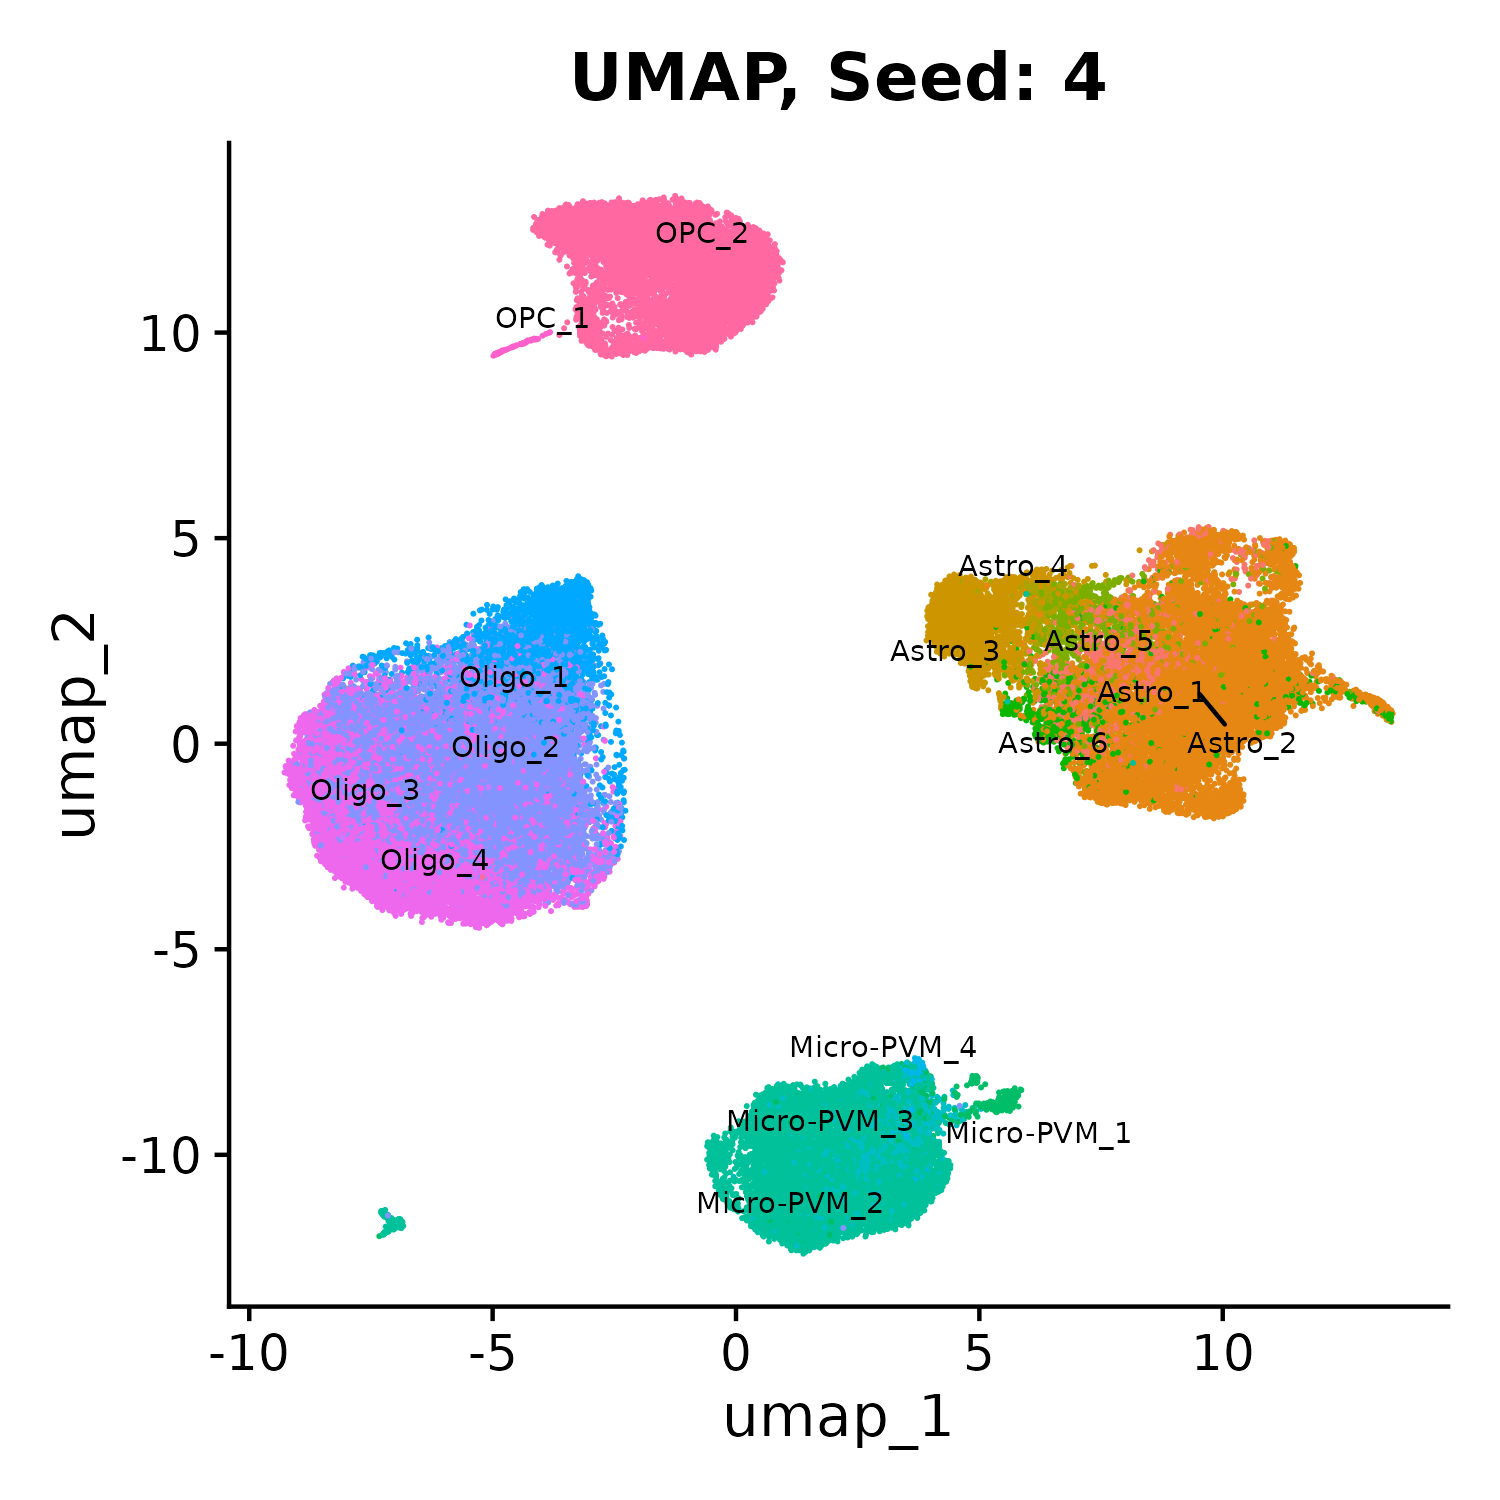 UMAP, Seed: 4
umap_2
10
5
0
-5
-10
OPC_2
OPC_1
Astro_4
Astro_3
Astro_5
Astro_1
Astro_6
Astro_2
Oligo_1
Oligo_2
Oligo_3
Oligo_4
Micro-PVM_4
Micro-PVM_3
Micro-PVM_1
Micro-PVM_2
-10
-5
0
5
10
umap_1